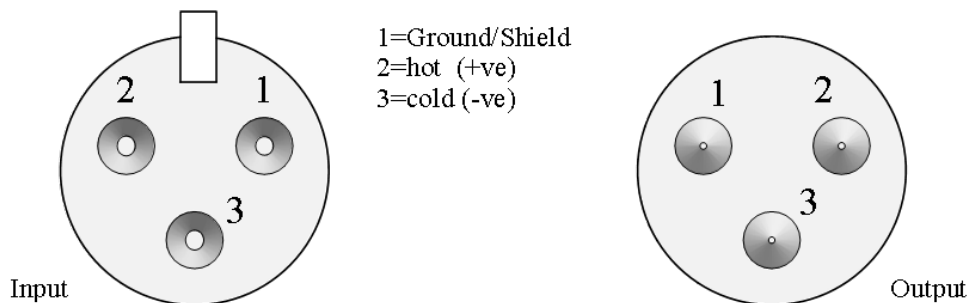 2
1
3
Input
1=Ground/Shield
2=hot (+ve)
3=cold (-ve)
1
2
3
Output